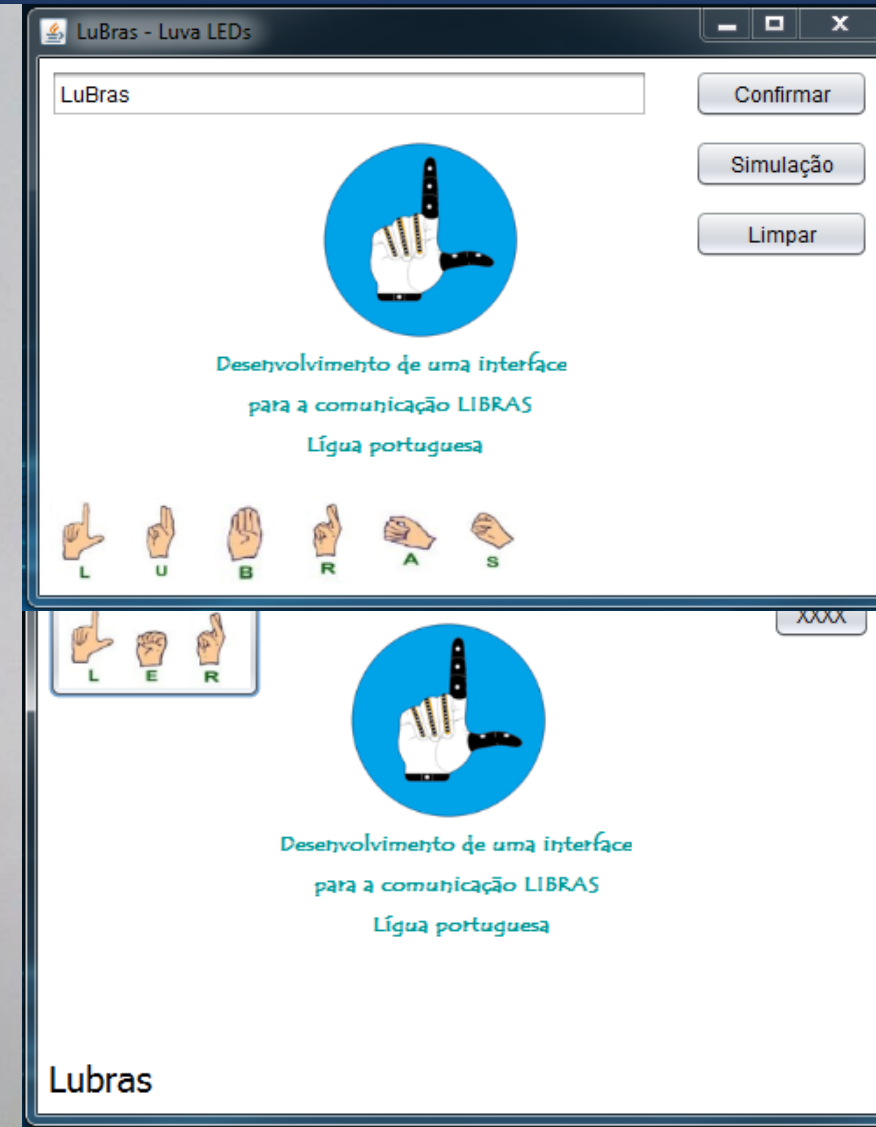 LuBras - Luva LEDs
LuBras
Confirmar
Simulação
Limpar
Desenvolvimento de uma interface
para a comunicação LIBRAS
Lígua portuguesa
L U B R A S
XXXX
L E R
Desenvolvimento de uma interface
para a comunicação LIBRAS
Lígua portuguesa
Lubras